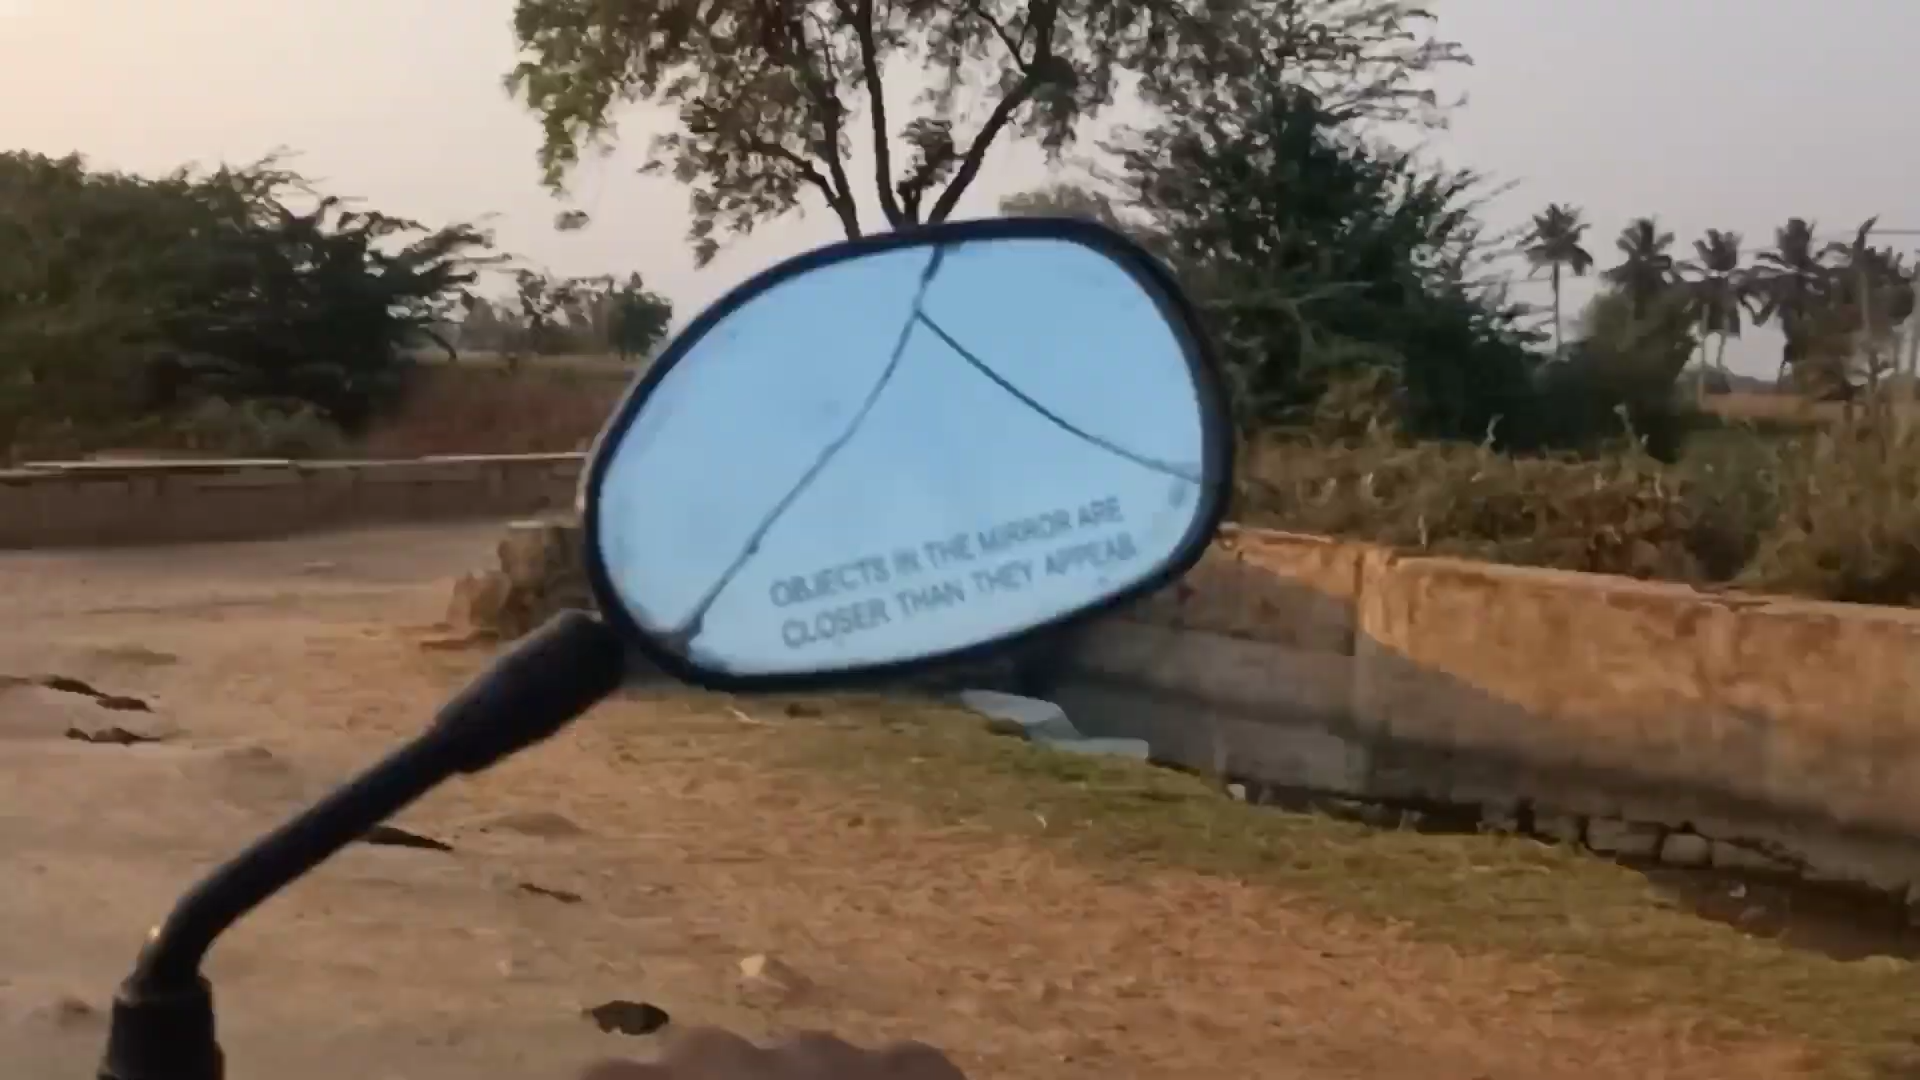 OBJECTS IN THE MIRROR ARE
CLOSER THAN THEY APPEAR